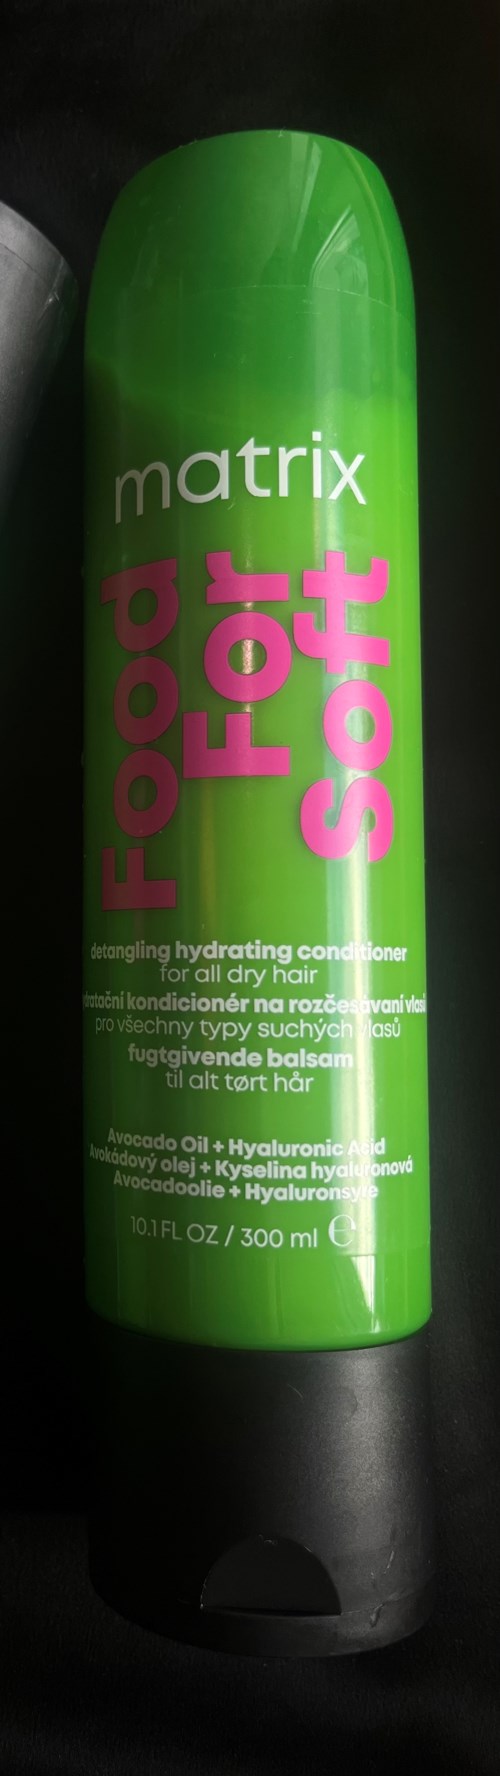 matrix
Food
For
Soft
detangling hydrating conditioner
for all dry hair
kondicionér na rozčesávaní vlasů
pro všechny typy suchých vlasů
fugtgivende balsam
til alt tørt hår
Avocado Oil + Hyaluronic Acid
Avokádový olej + Kyselina hyaluronová
Avocadoolie + Hyaluronsyre
10.1 FL OZ / 300 ml ℮